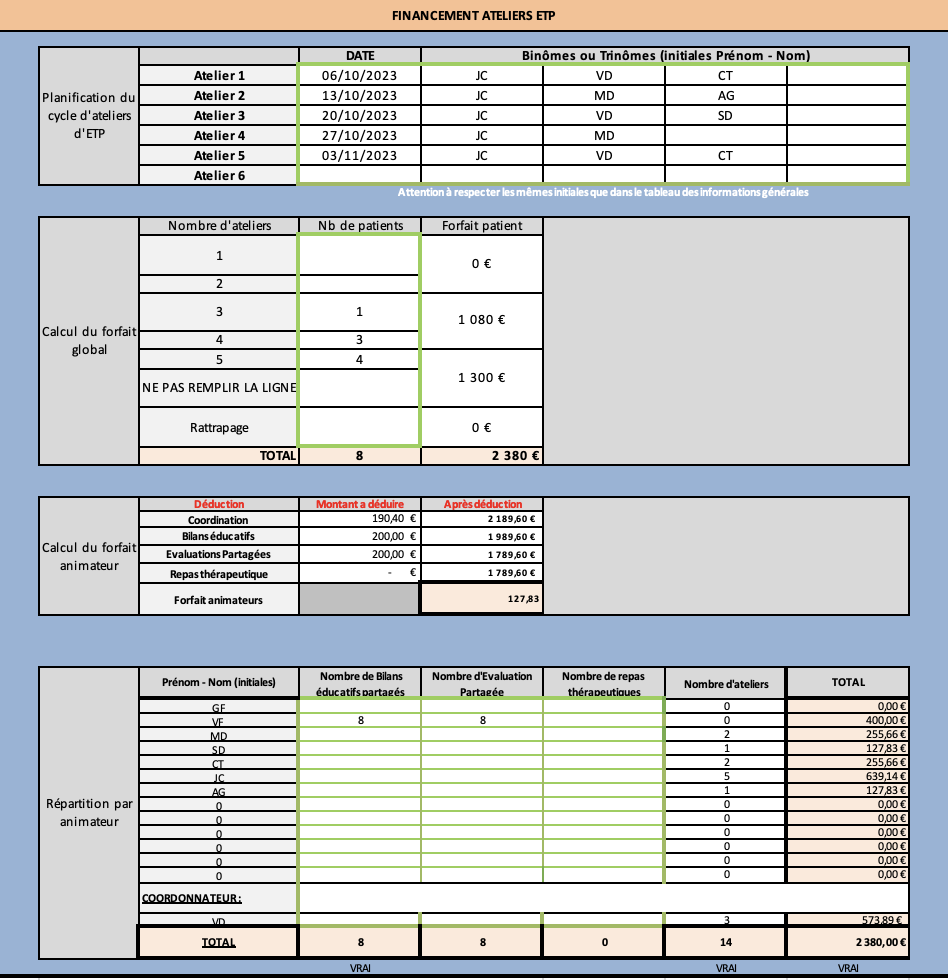 FINANCEMENT ATELIERS ETP
DATE Binômes ou Trinômes (initiales Prénom - Nom)
Planification du cycle d'ateliers d'ETP
Atelier 1 06/10/2023 JC VD CT
Atelier 2 13/10/2023 JC MD AG
Atelier 3 20/10/2023 JC VD SD
Atelier 4 27/10/2023 JC MD
Atelier 5 03/11/2023 JC VD CT
Atelier 6
Attention à respecter les mêmes initiales que dans le tableau des informations générales
Calcul du forfait global
Nombre d'ateliers Nb de patients Forfait patient
1 0 €
2
3 1 1 080 €
4 3
5 4 1 300 €
NE PAS REMPLIR LA LIGNE
Rattrapage 0 €
TOTAL 8 2 380 €
Calcul du forfait animateur
Déduction Montant a déduire Après déduction
Coordination 190,40 € 2 189,60 €
Bilans éducatifs 200,00 € 1 989,60 €
Evaluations Partagées 200,00 € 1 789,60 €
Repas thérapeutique - € 1 789,60 €
Forfait animateurs 127,83
Répartition par animateur
Prénom - Nom (initiales) Nombre de Bilans éducatifs partagés Nombre d'Evaluation Partagée Nombre de repas thérapeutiques Nombre d'ateliers TOTAL
GF 0 0,00 €
VF 8 8 0 400,00 €
MD 2 255,66 €
SD 1 127,83 €
CT 2 255,66 €
JC 5 639,14 €
AG 1 127,83 €
0 0 0,00 €
0 0 0,00 €
0 0 0,00 €
0 0 0,00 €
0 0 0,00 €
0 0 0,00 €
COORDONNATEUR :
VD 3 573,89 €
TOTAL 8 8 0 14 2 380,00 €
VRAI VRAI VRAI